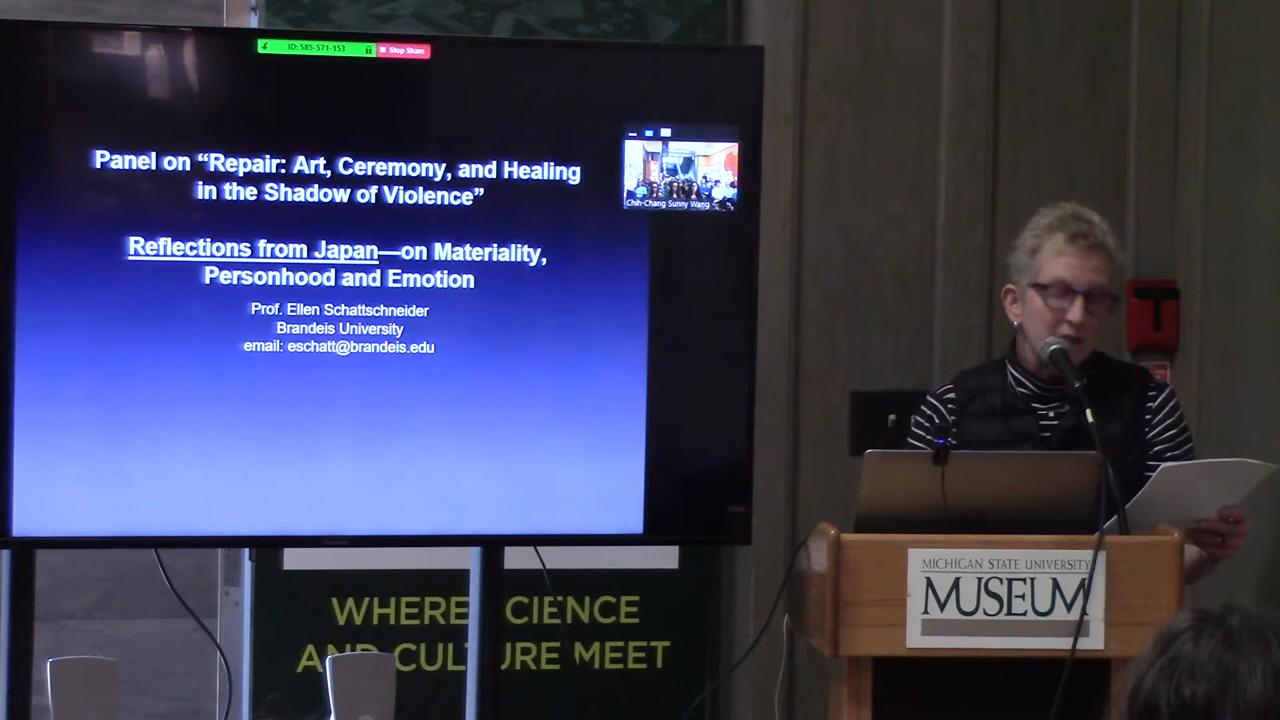 ID: 585-571-153
Stop Share
Panel on “Repair: Art, Ceremony, and Healing
in the Shadow of Violence”
Chih-Chang Sunny Wang
Reflections from Japan—on Materiality,
Personhood and Emotion
Prof. Ellen Schattschneider
Brandeis University
email: eschatt@brandeis.edu
MICHIGAN STATE UNIVERSITY
MUSEUM
WHERE CIENCE
AND CULTURE MEET